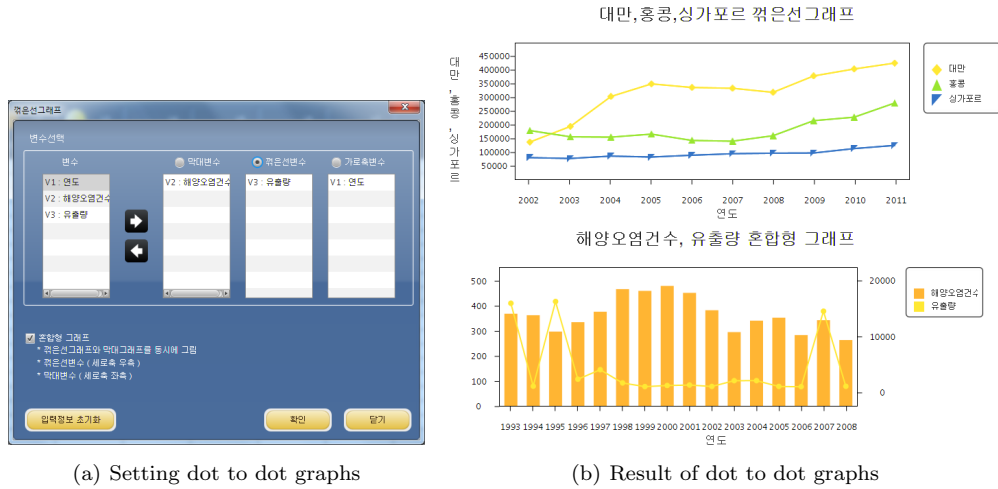 꺾은선그래프
변수선택
변수
막대변수
꺾은선변수
가로축변수
V1 : 연도
V2 : 해양오염건수
V3 : 유출량
V2 : 해양오염건수
V3 : 유출량
V1 : 연도
혼합형 그래프
* 꺾은선그래프와 막대그래프를 동시에 그림
* 꺾은선변수 ( 세로축 우측 )
* 막대변수 ( 세로축 좌측 )
입력정보 초기화
확인
닫기
(a) Setting dot to dot graphs
대만,홍콩,싱가포르 꺾은선그래프
대만,홍콩,싱가포르
450000
400000
350000
300000
250000
200000
150000
100000
50000
2002 2003 2004 2005 2006 2007 2008 2009 2010 2011
연도
대만
홍콩
싱가포르
해양오염건수, 유출량 혼합형 그래프
500
400
300
200
100
0
20000
10000
0
1993 1994 1995 1996 1997 1998 1999 2000 2001 2002 2003 2004 2005 2006 2007 2008
연도
해양오염건수
유출량
(b) Result of dot to dot graphs